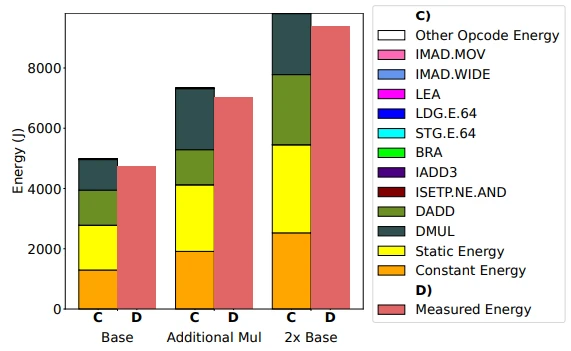 Energy (J)
8000
6000
4000
2000
0
C D C D C D
Base Additional Mul 2x Base
C)
Other Opcode Energy
IMAD.MOV
IMAD.WIDE
LEA
LDG.E.64
STG.E.64
BRA
IADD3
ISETP.NE.AND
DADD
DMUL
Static Energy
Constant Energy
D)
Measured Energy